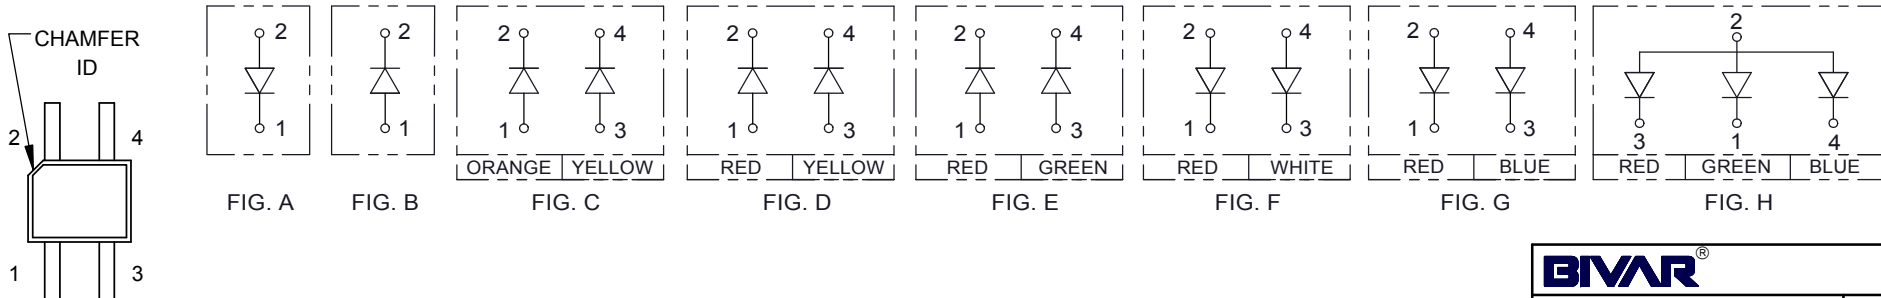 CHAMFER
ID
2
4
1
3
2
1
FIG. A
2
1
FIG. B
2 4
1 3
ORANGE YELLOW
FIG. C
2 4
1 3
RED YELLOW
FIG. D
2 4
1 3
RED GREEN
FIG. E
2 4
1 3
RED WHITE
FIG. F
2 4
1 3
RED BLUE
FIG. G
2
3 1 4
RED GREEN BLUE
FIG. H
BIVAR®